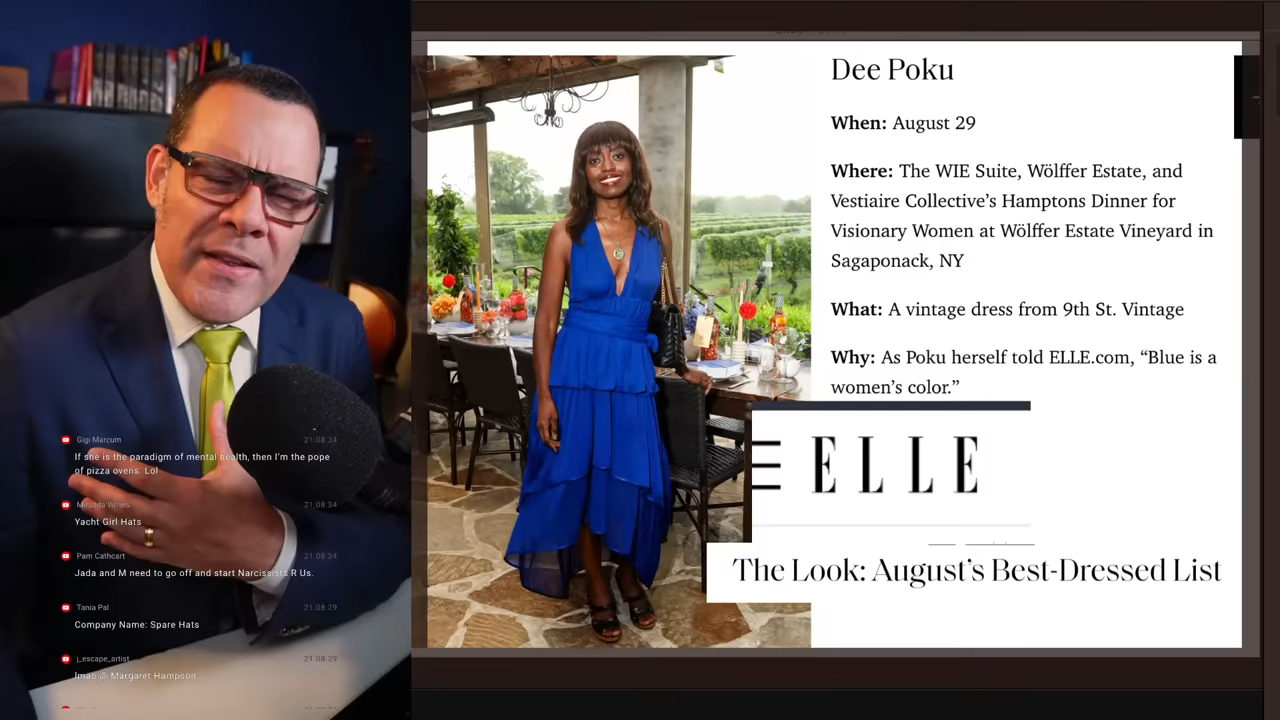 Gigi Marcum
21:08:34
If she is the paradigm of mental health, then I'm the pope
of pizza ovens. Lol
Miranda Writes
21:08:34
Yacht Girl Hats
Pam Cathcart
21:08:34
Jada and M need to go off and start Narcissists R Us.
Tania Pal
21:08:29
Company Name: Spare Hats
j_escape_artist
21:08:29
lmao @ Margaret Hampson
Dee Poku
When: August 29
Where: The WIE Suite, Wölffer Estate, and
Vestiaire Collective’s Hamptons Dinner for
Visionary Women at Wölffer Estate Vineyard in
Sagaponack, NY
What: A vintage dress from 9th St. Vintage
Why: As Poku herself told ELLE.com, “Blue is a
women’s color.”
ELLE
The Look: August’s Best-Dressed List